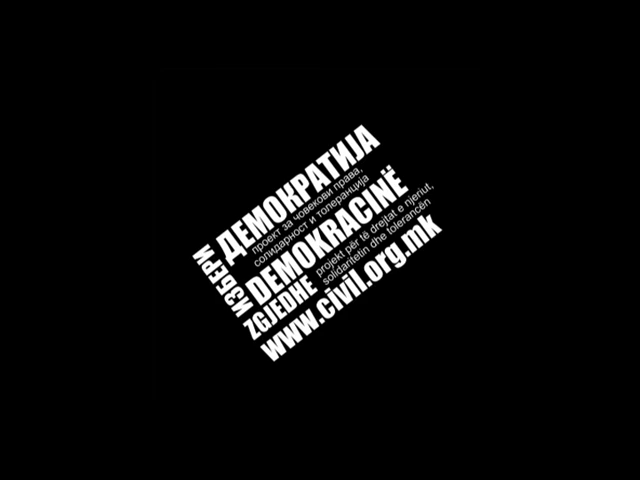 ИЗБЕРИ
ДЕМОКРАТИЈА
проект за човекови права,
солидарност и толеранција
DEMOKRACINË
ZGJEDHE
projekt për të drejtat e njeriut,
solidaritetin dhe tolerancën
www.civil.org.mk